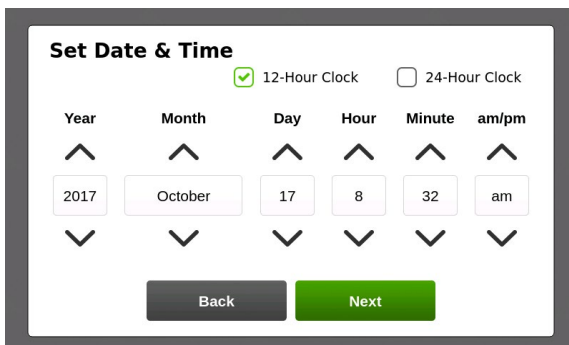 Set Date & Time
12-Hour Clock 24-Hour Clock
Year Month Day Hour Minute am/pm
2017 October 17 8 32 am
Back Next